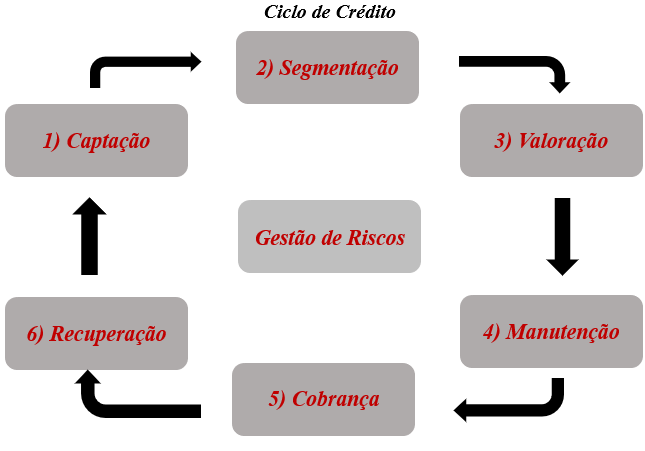 Ciclo de Crédito
2) Segmentação
1) Captação
3) Valoração
Gestão de Riscos
6) Recuperação
4) Manutenção
5) Cobrança